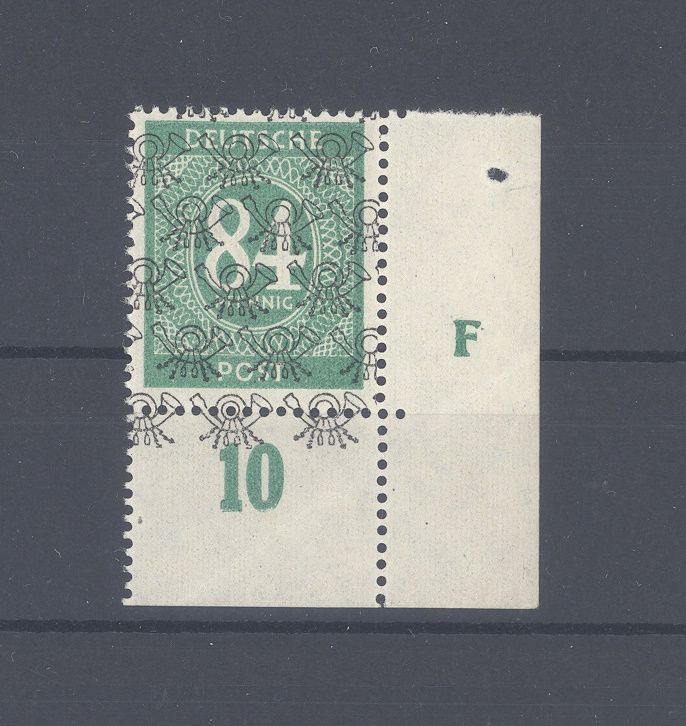 DEUTSCHE
84
PFENNIG
POST
F
10